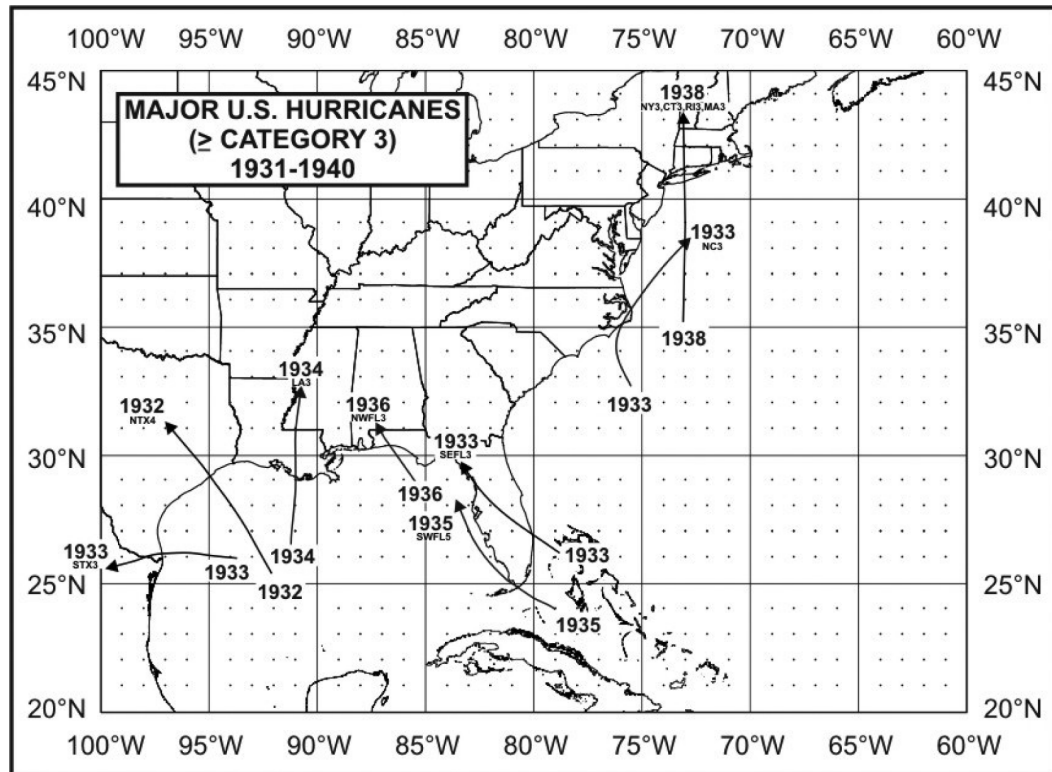 100°W 95°W 90°W 85°W 80°W 75°W 70°W 65°W 60°W
45°N 45°N
MAJOR U.S. HURRICANES
(≥ CATEGORY 3)
1931-1940
1938
NY3,CT3,RI3,MA3
40°N 40°N
1933
NC3
35°N 35°N
1938
1934
LA3
1932
NTX4
1936
NWFL3
1933
1933
SEFL3
30°N 30°N
1936
1935
SWFL5
1933
STX3
1934
1933
1933
1932
25°N 25°N
1935
20°N 20°N
100°W 95°W 90°W 85°W 80°W 75°W 70°W 65°W 60°W